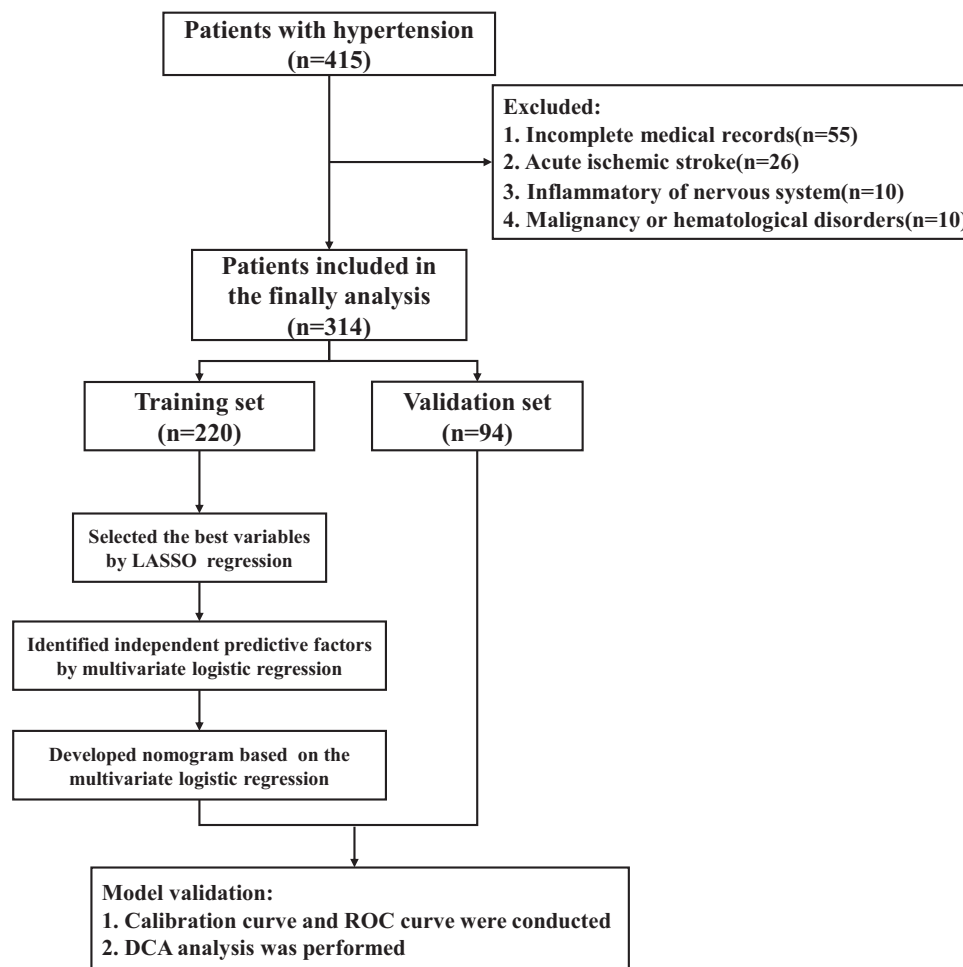 Patients with hypertension
(n=415)
Excluded:
1. Incomplete medical records(n=55)
2. Acute ischemic stroke(n=26)
3. Inflammatory of nervous system(n=10)
4. Malignancy or hematological disorders(n=10)
Patients included in
the finally analysis
(n=314)
Training set
(n=220)
Validation set
(n=94)
Selected the best variables
by LASSO regression
Identified independent predictive factors
by multivariate logistic regression
Developed nomogram based on the
multivariate logistic regression
Model validation:
1. Calibration curve and ROC curve were conducted
2. DCA analysis was performed